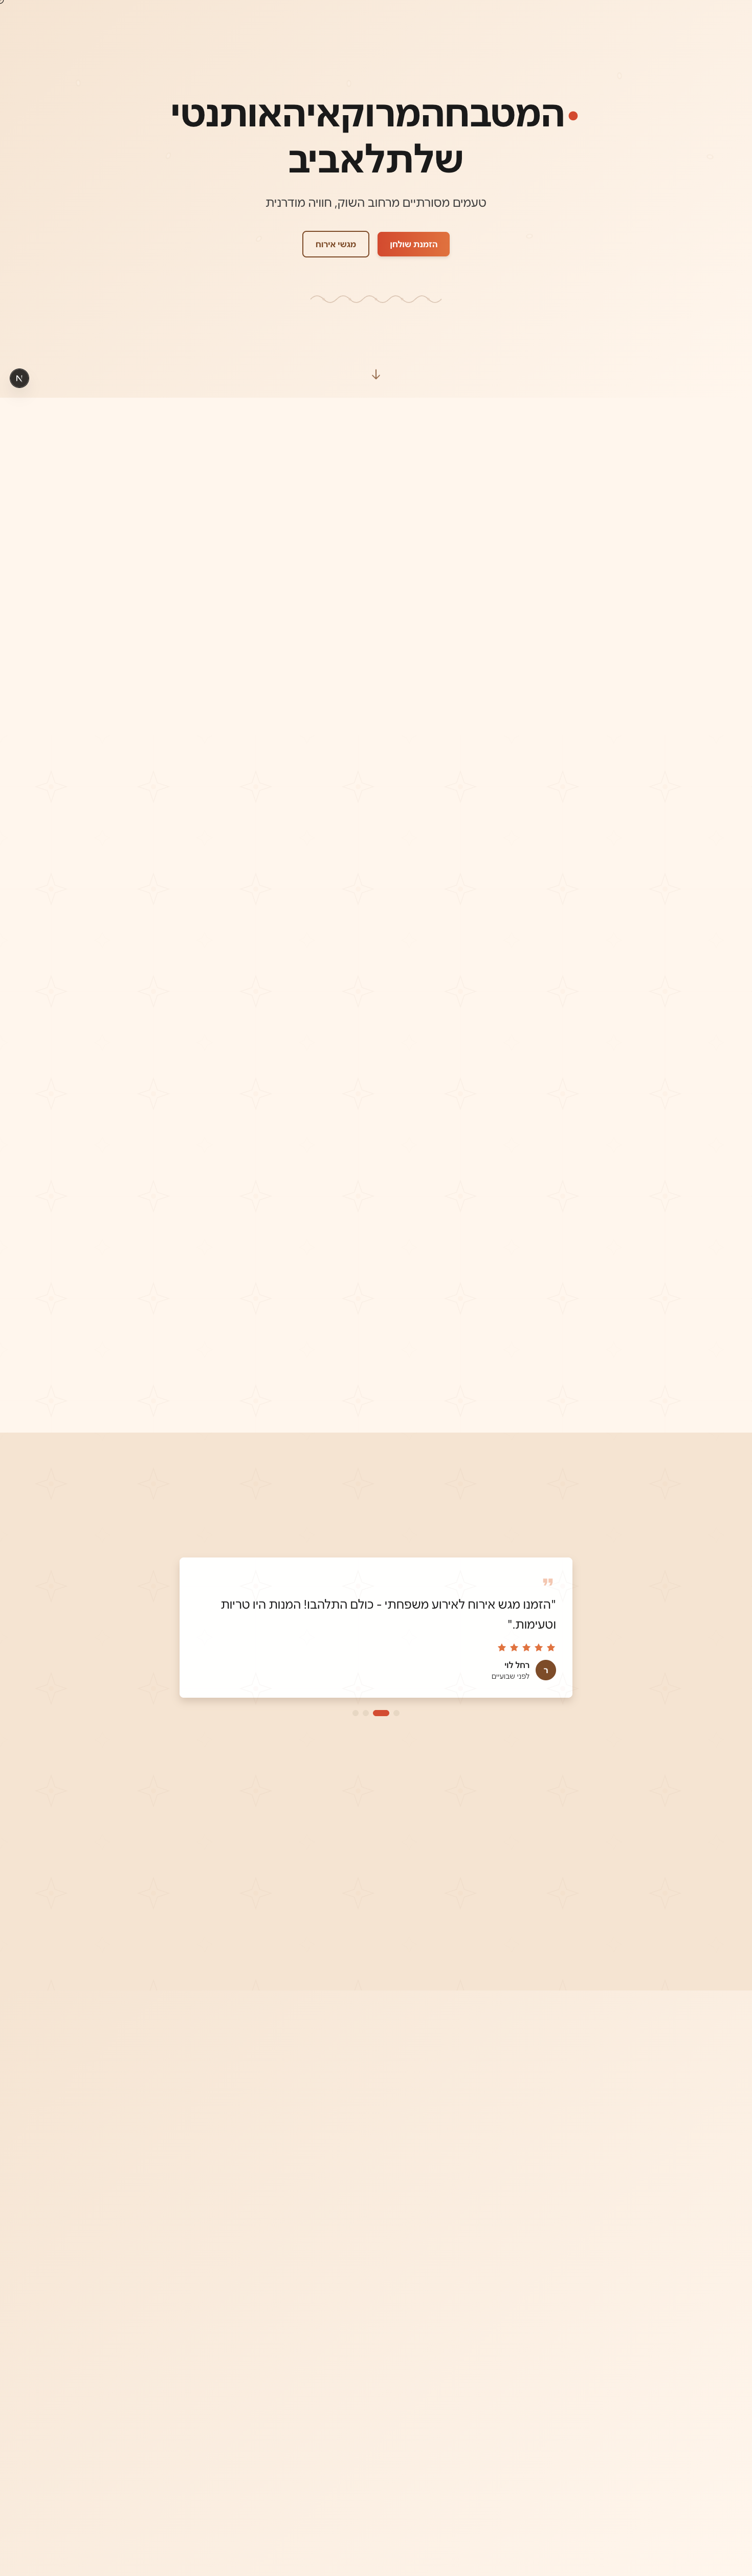 המטבחהמרוקאיהאותנטי
שלתלאביב
טעמים מסורתיים מרחוב השוק, חוויה מודרנית
הזמנת שולחן
מגשי אירוח
N
"הזמנו מגש אירוח לאירוע משפחתי - כולם התלהבו! המנות היו טריות
וטעימות."
ר
רחל לוי
לפני שבועיים